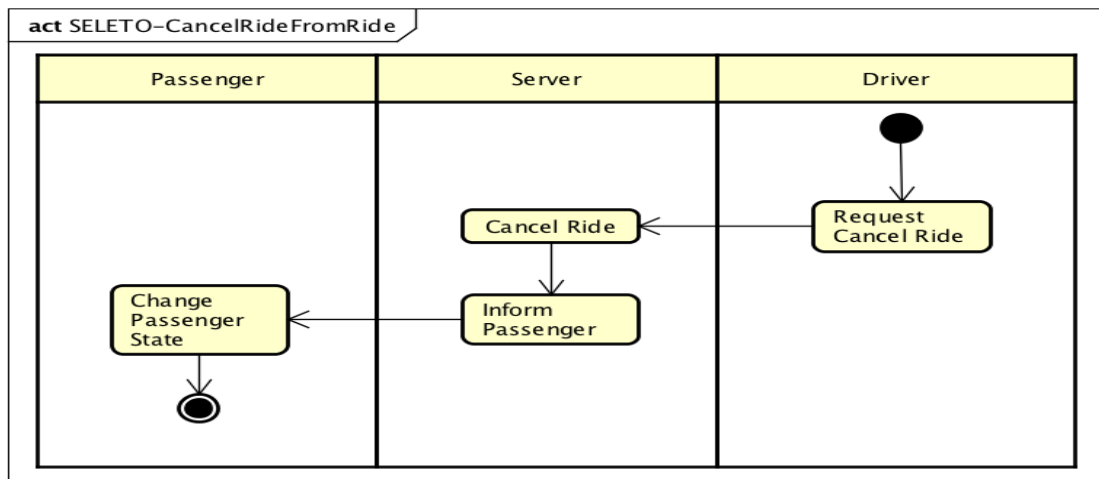 act SELETO-CancelRideFromRide
Passenger
Server
Driver
Request
Cancel Ride
Cancel Ride
Inform
Passenger
Change
Passenger
State